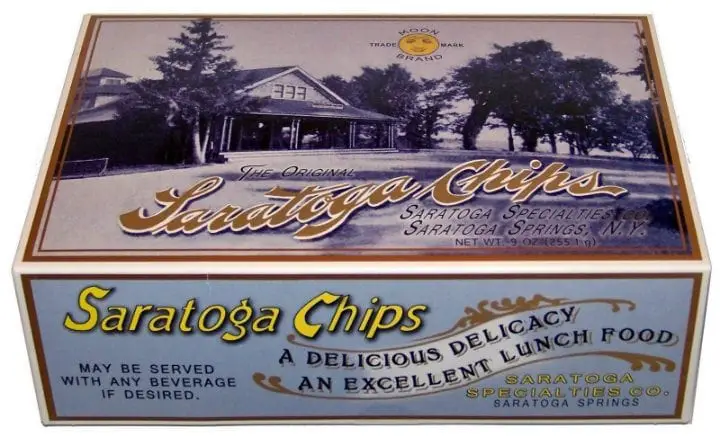 MOON
TRADE MARK
BRAND
THE ORIGINAL
Saratoga Chips
SARATOGA SPECIALTIES CO.
SARATOGA SPRINGS, N.Y.
NET WT. 9 OZ (255.1 g)
Saratoga Chips
A DELICIOUS DELICACY
AN EXCELLENT LUNCH FOOD
MAY BE SERVED
WITH ANY BEVERAGE
IF DESIRED.
SARATOGA
SPECIALTIES CO.
SARATOGA SPRINGS